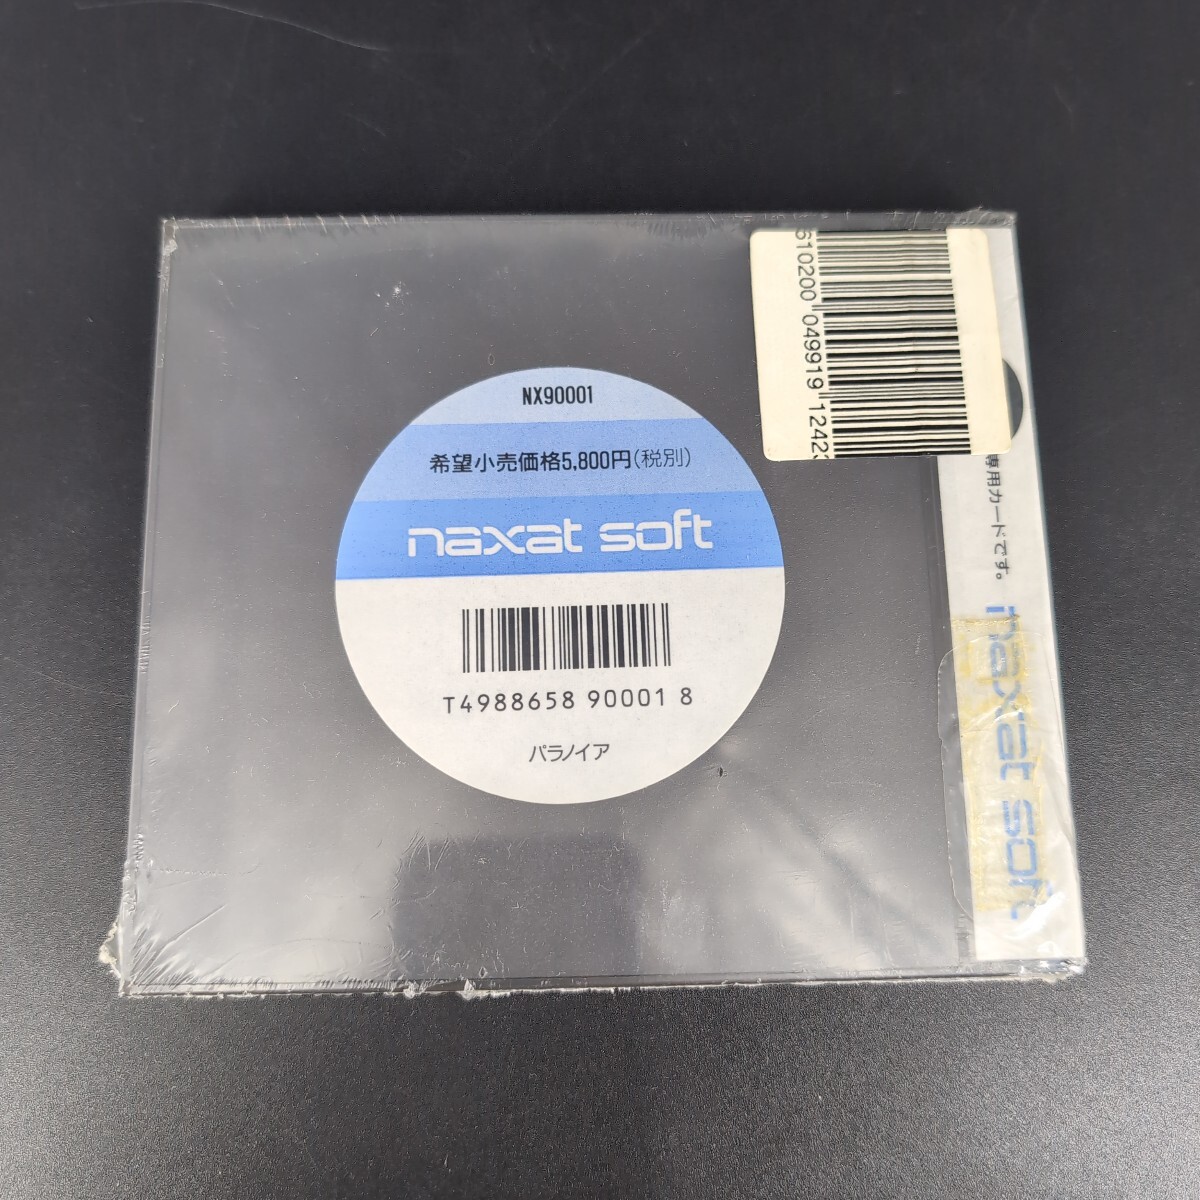 NX90001
希望小売価格5,800円(税別)
naxat soft
T4988658 90001 8
パラノイア
610200 049919 1242
専用カードです。
naxat soft